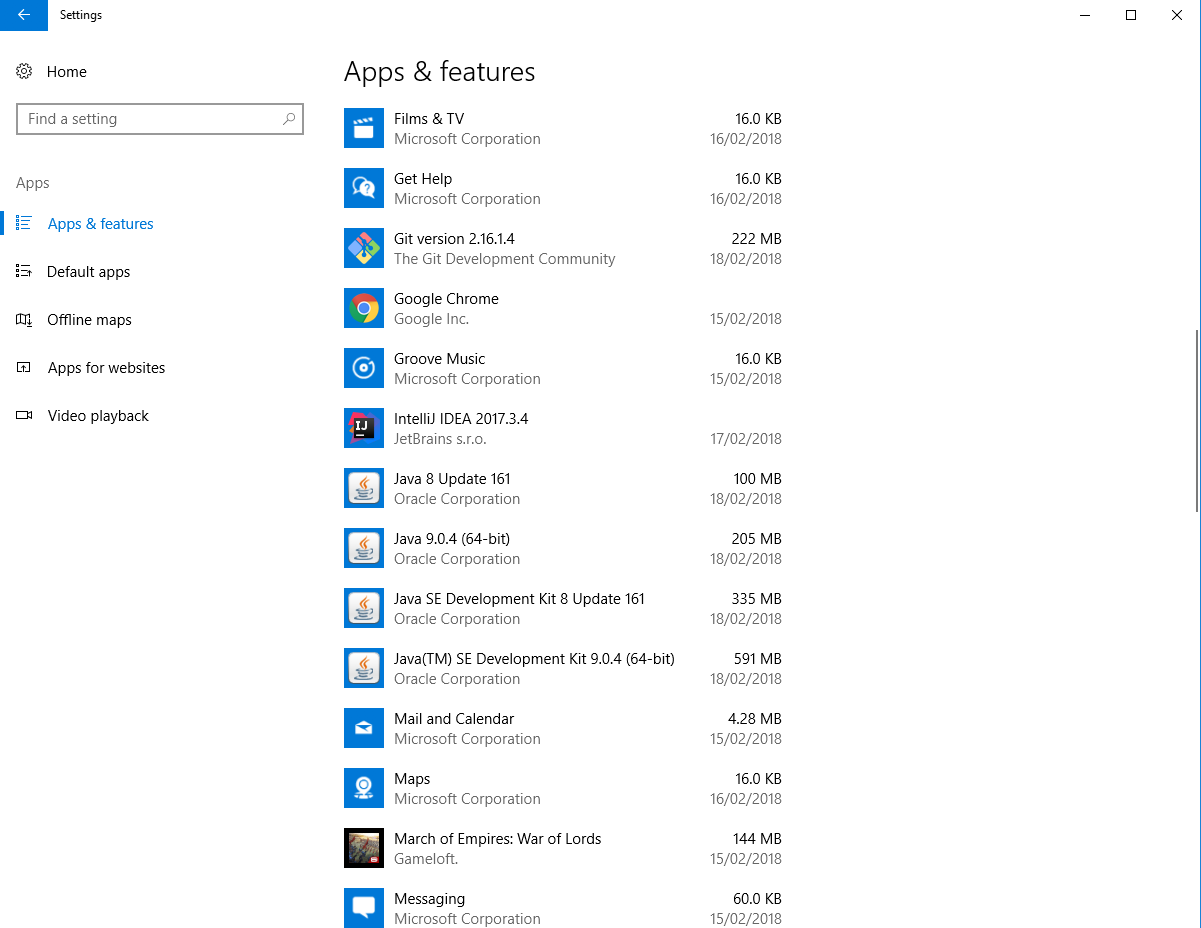 Settings
Home
Find a setting
Apps
Apps & features
Default apps
Offline maps
Apps for websites
Video playback
Apps & features
Films & TV 16.0 KB
Microsoft Corporation 16/02/2018
Get Help 16.0 KB
Microsoft Corporation 16/02/2018
Git version 2.16.1.4 222 MB
The Git Development Community 18/02/2018
Google Chrome
Google Inc. 15/02/2018
Groove Music 16.0 KB
Microsoft Corporation 15/02/2018
IntelliJ IDEA 2017.3.4
JetBrains s.r.o. 17/02/2018
IJ
Java 8 Update 161 100 MB
Oracle Corporation 18/02/2018
Java 9.0.4 (64-bit) 205 MB
Oracle Corporation 18/02/2018
Java SE Development Kit 8 Update 161 335 MB
Oracle Corporation 18/02/2018
Java(TM) SE Development Kit 9.0.4 (64-bit) 591 MB
Oracle Corporation 18/02/2018
Mail and Calendar 4.28 MB
Microsoft Corporation 15/02/2018
Maps 16.0 KB
Microsoft Corporation 16/02/2018
March of Empires: War of Lords 144 MB
Gameloft. 15/02/2018
Messaging 60.0 KB
Microsoft Corporation 15/02/2018